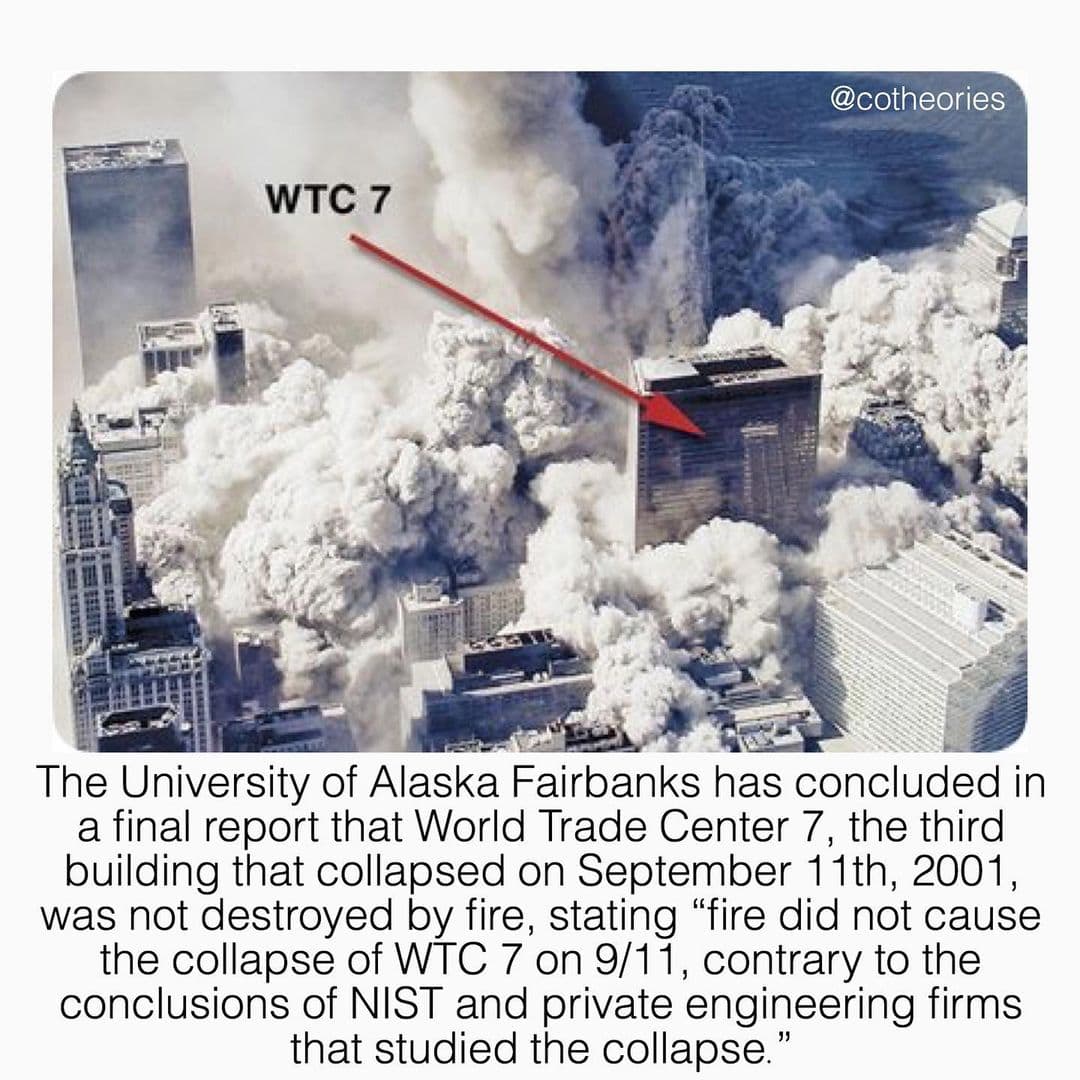 @cotheories
WTC 7
The University of Alaska Fairbanks has concluded in
a final report that World Trade Center 7, the third
building that collapsed on September 11th, 2001,
was not destroyed by fire, stating “fire did not cause
the collapse of WTC 7 on 9/11, contrary to the
conclusions of NIST and private engineering firms
that studied the collapse.”